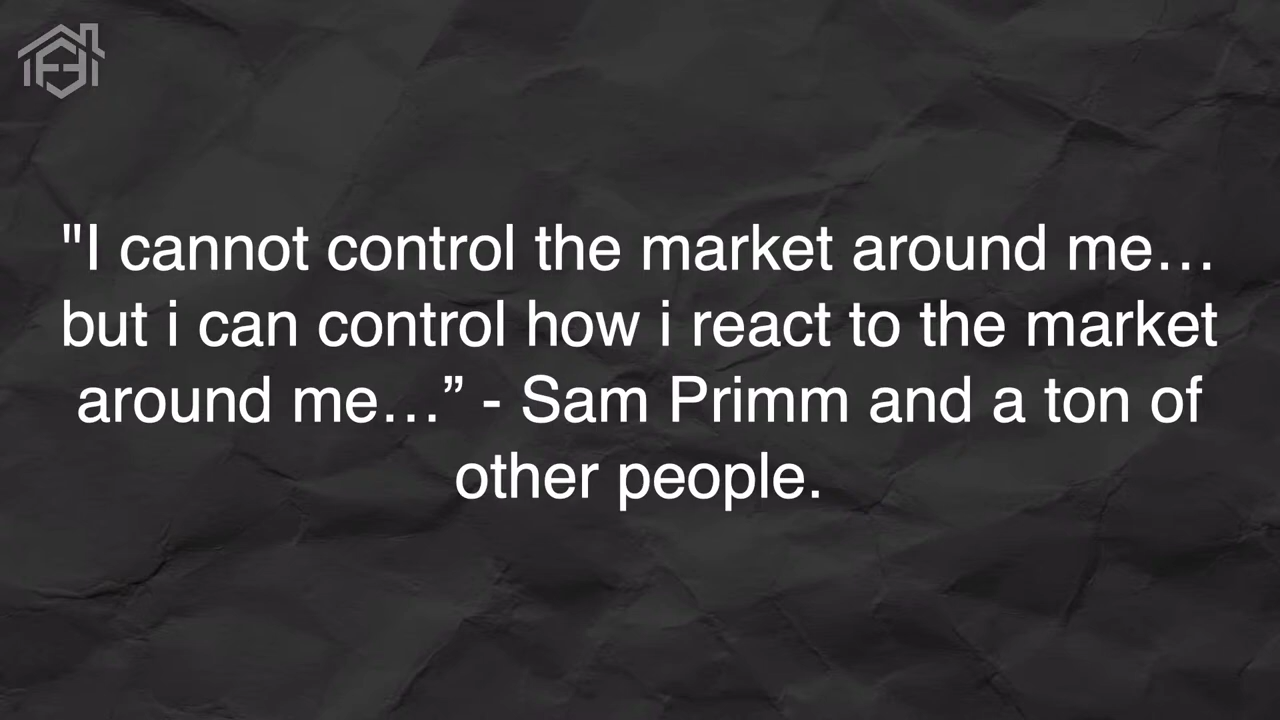 "I cannot control the market around me…
but i can control how i react to the market
around me…” - Sam Primm and a ton of
other people.